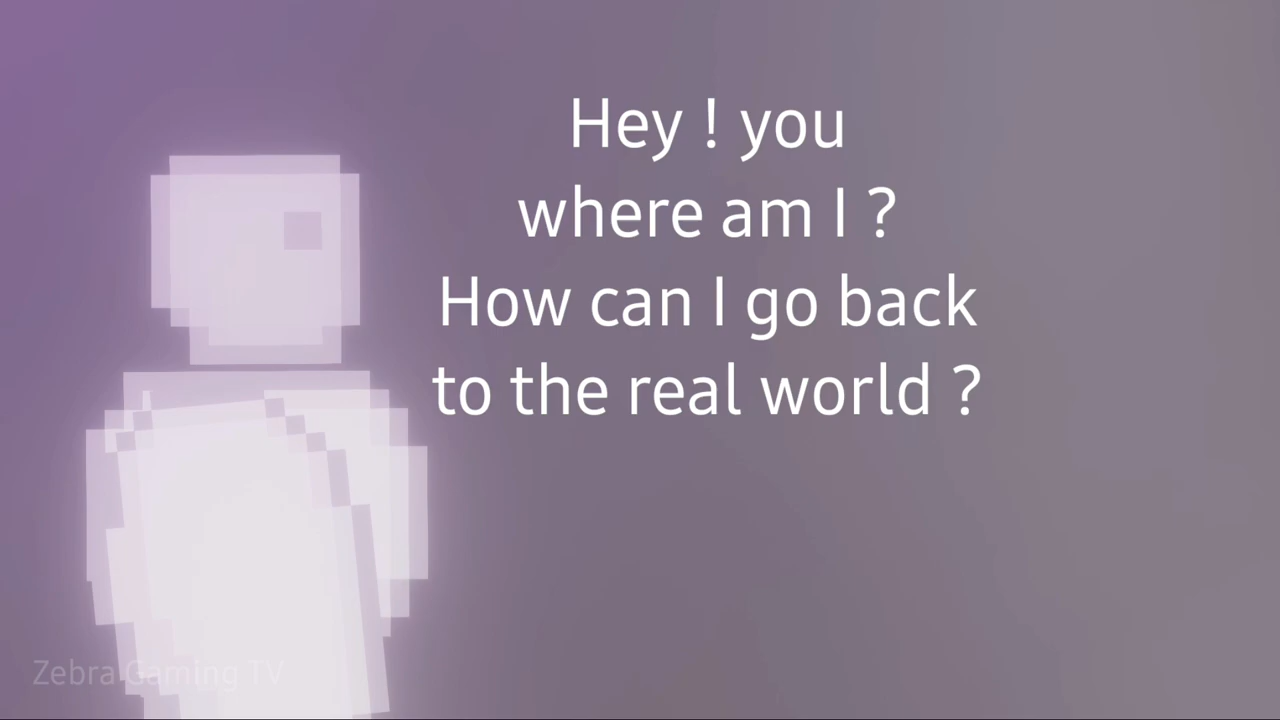 Hey ! you
where am I ?
How can I go back
to the real world ?
Zebra Gaming TV